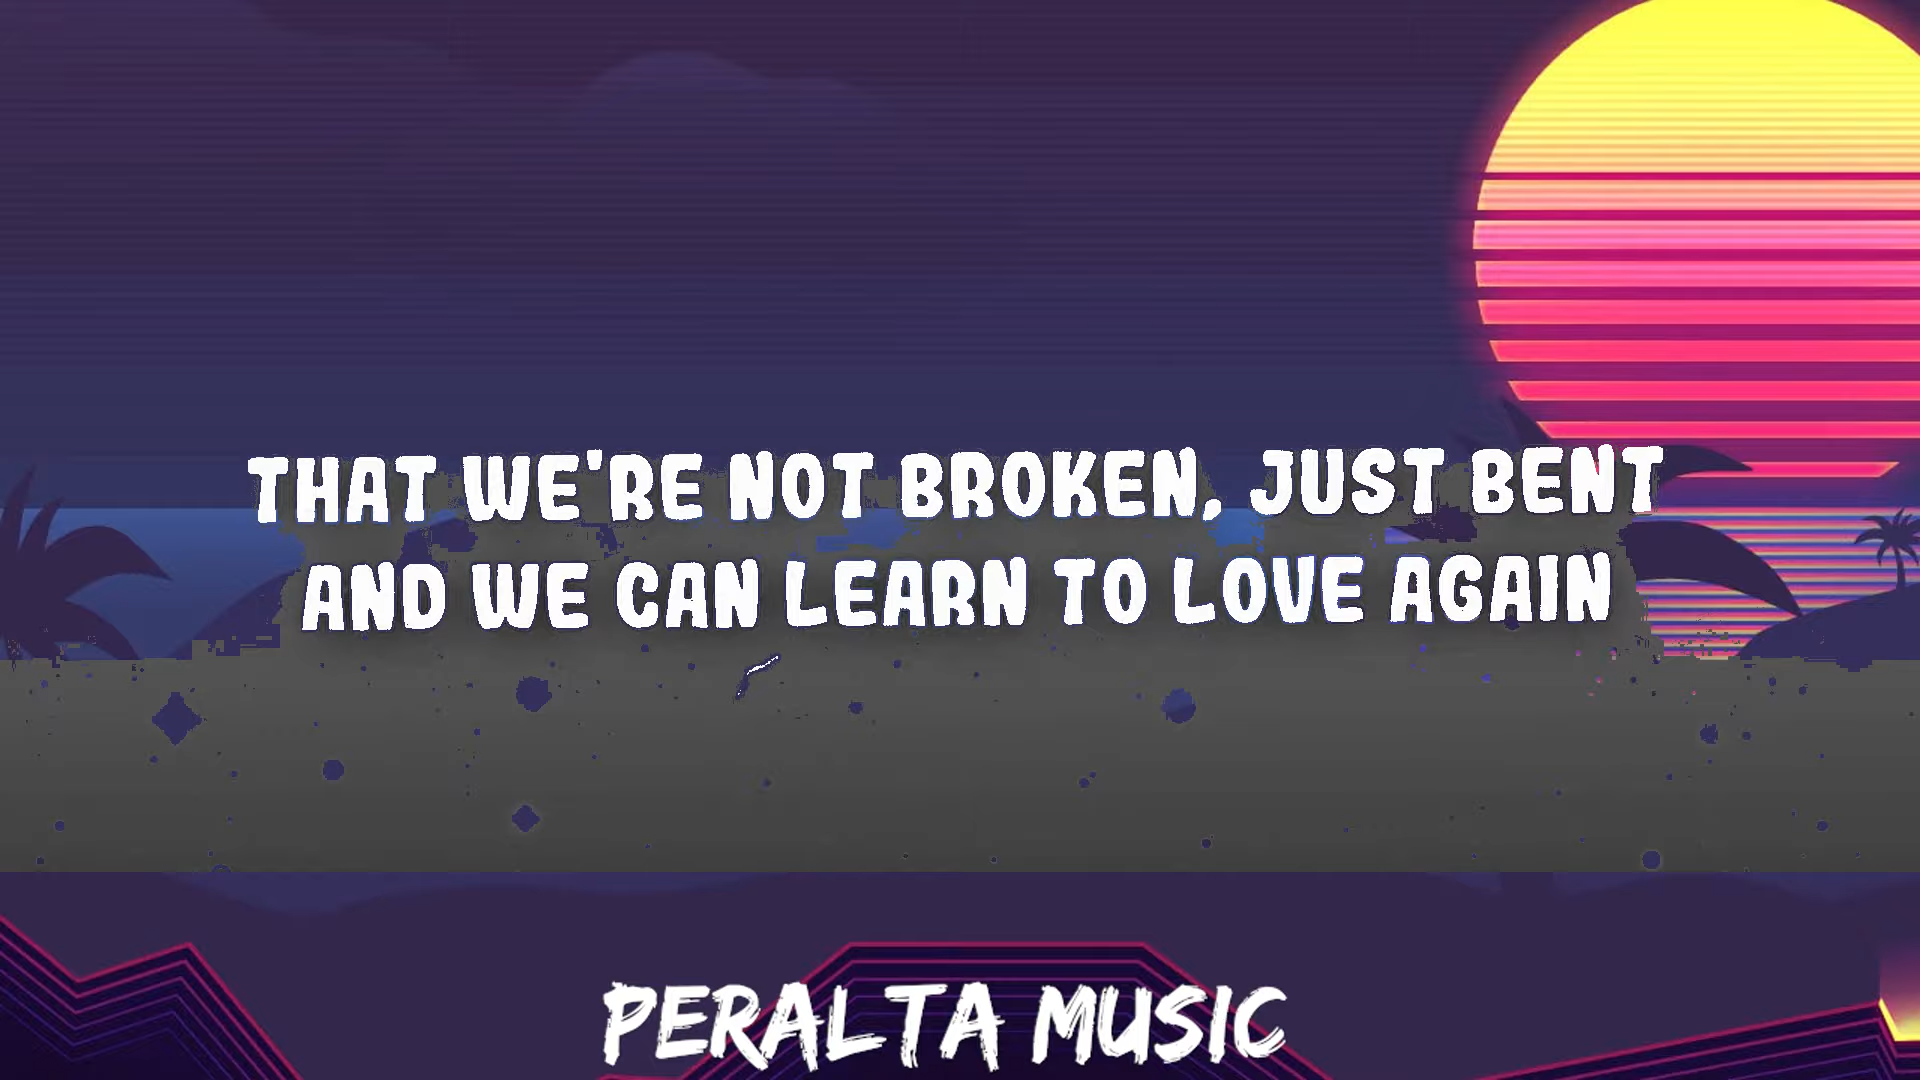 THAT WE'RE NOT BROKEN, JUST BENT
AND WE CAN LEARN TO LOVE AGAIN
PERALTA MUSIC